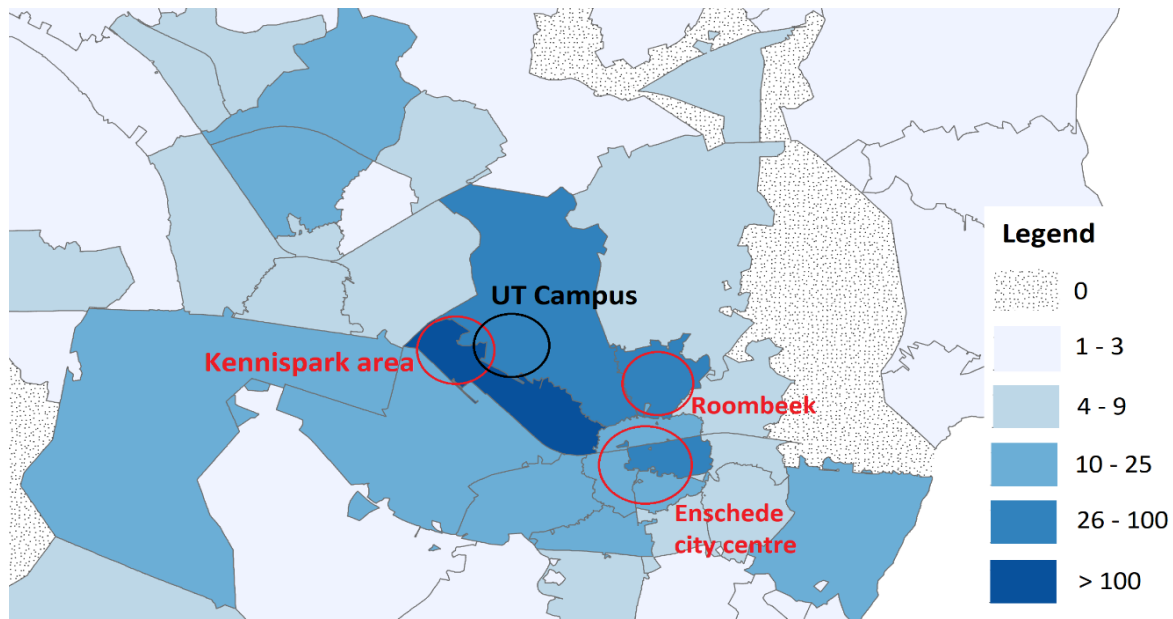 UT Campus
Kennispark area
Roombeek
Enschede
city centre
Legend
0
1 - 3
4 - 9
10 - 25
26 - 100
> 100